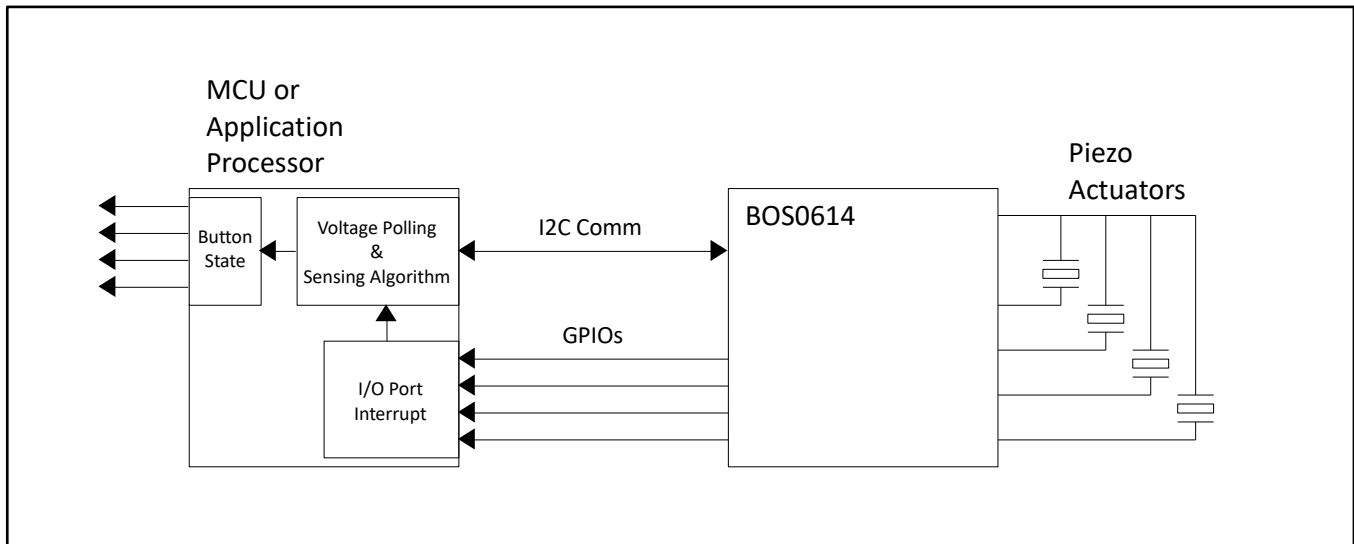 MCU or
Application
Processor
Button
State
Voltage Polling
&
Sensing Algorithm
I/O Port
Interrupt
I2C Comm
GPIOs
BOS0614
Piezo
Actuators